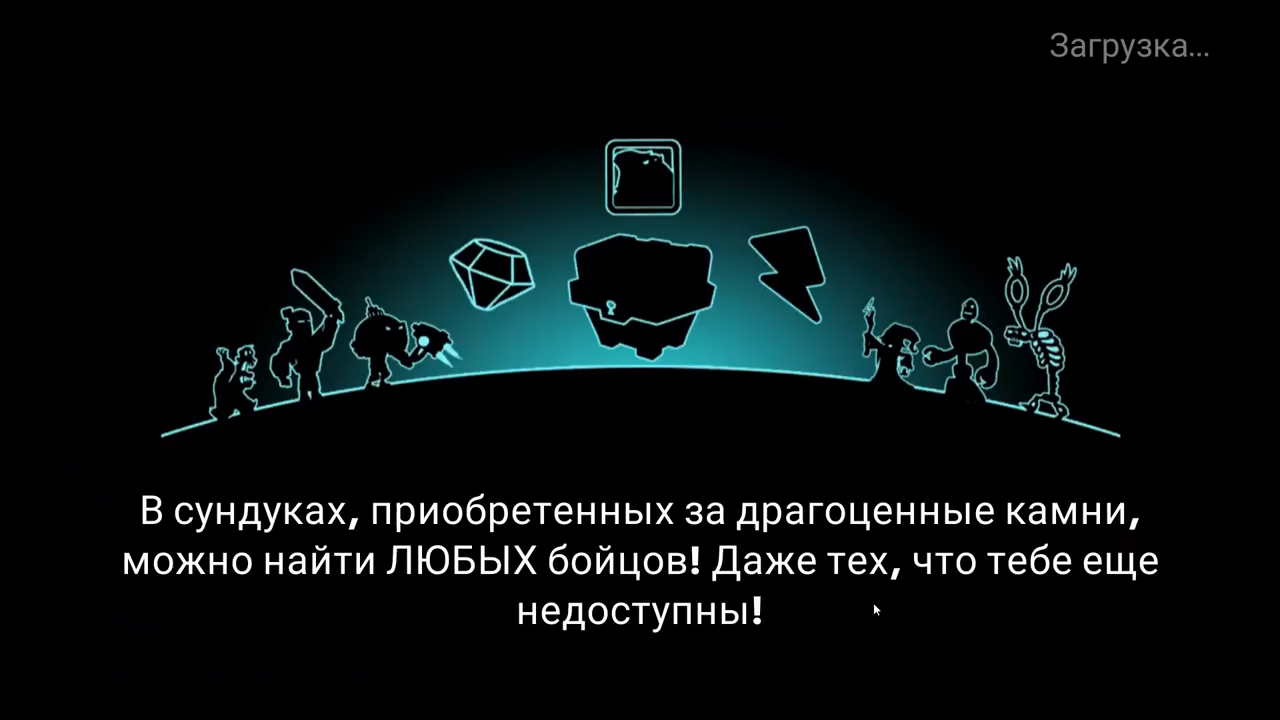 Загрузка...
В сундуках, приобретенных за драгоценные камни,
можно найти ЛЮБЫХ бойцов! Даже тех, что тебе еще
недоступны!